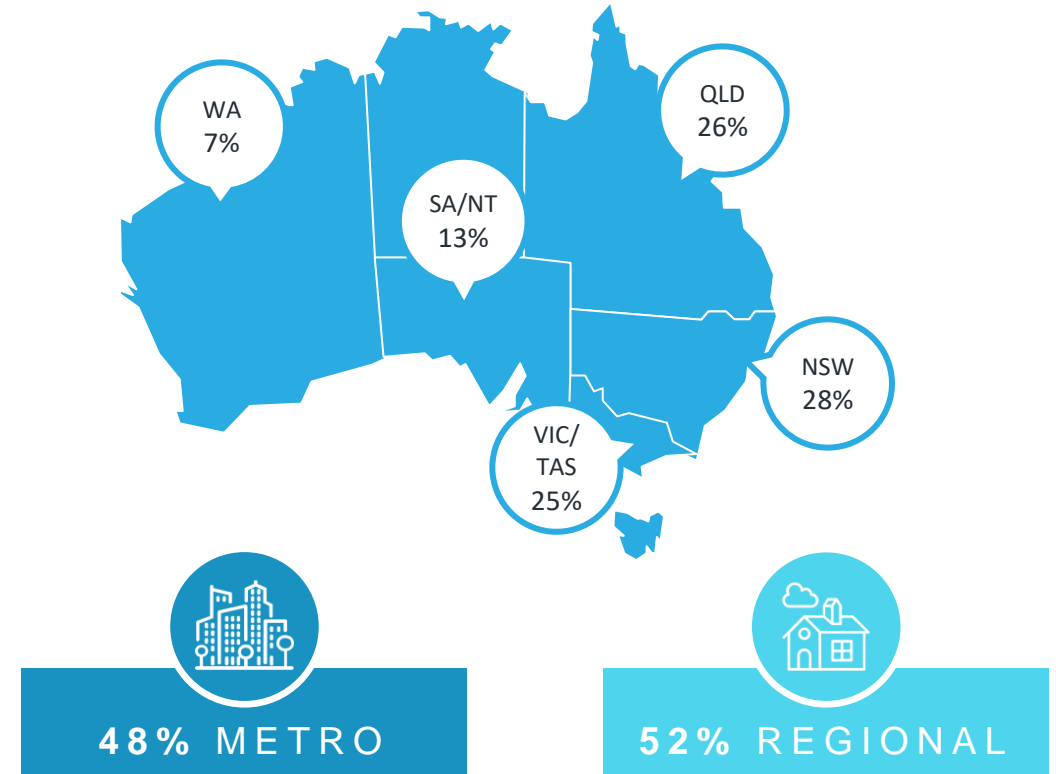 WA
7%
QLD
26%
SA/NT
13%
NSW
28%
VIC/
TAS
25%
48% METRO
52% REGIONAL